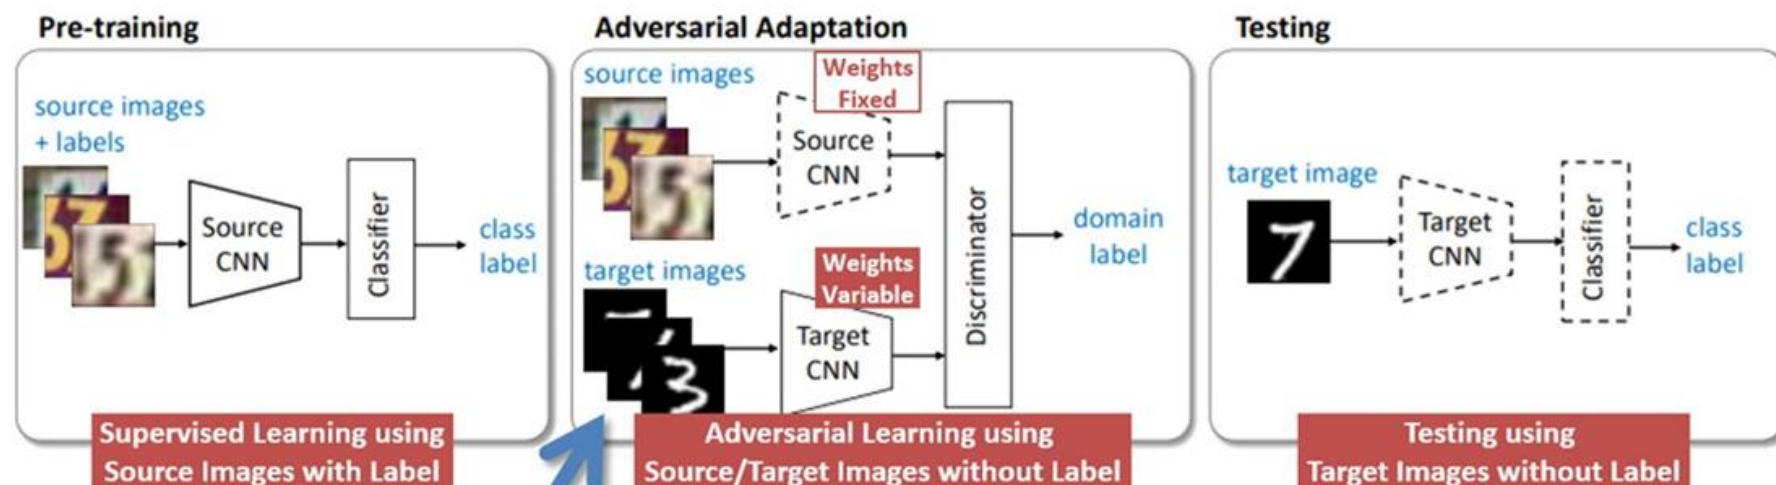 Pre-training
source images
+ labels
Source
CNN
Classifier
class
label
Supervised Learning using
Source Images with Label
Adversarial Adaptation
source images
Weights
Fixed
Source
CNN
target images
Weights
Variable
Target
CNN
Discriminator
domain
label
Adversarial Learning using
Source/Target Images without Label
Testing
target image
7
Target
CNN
Classifier
class
label
Testing using
Target Images without Label